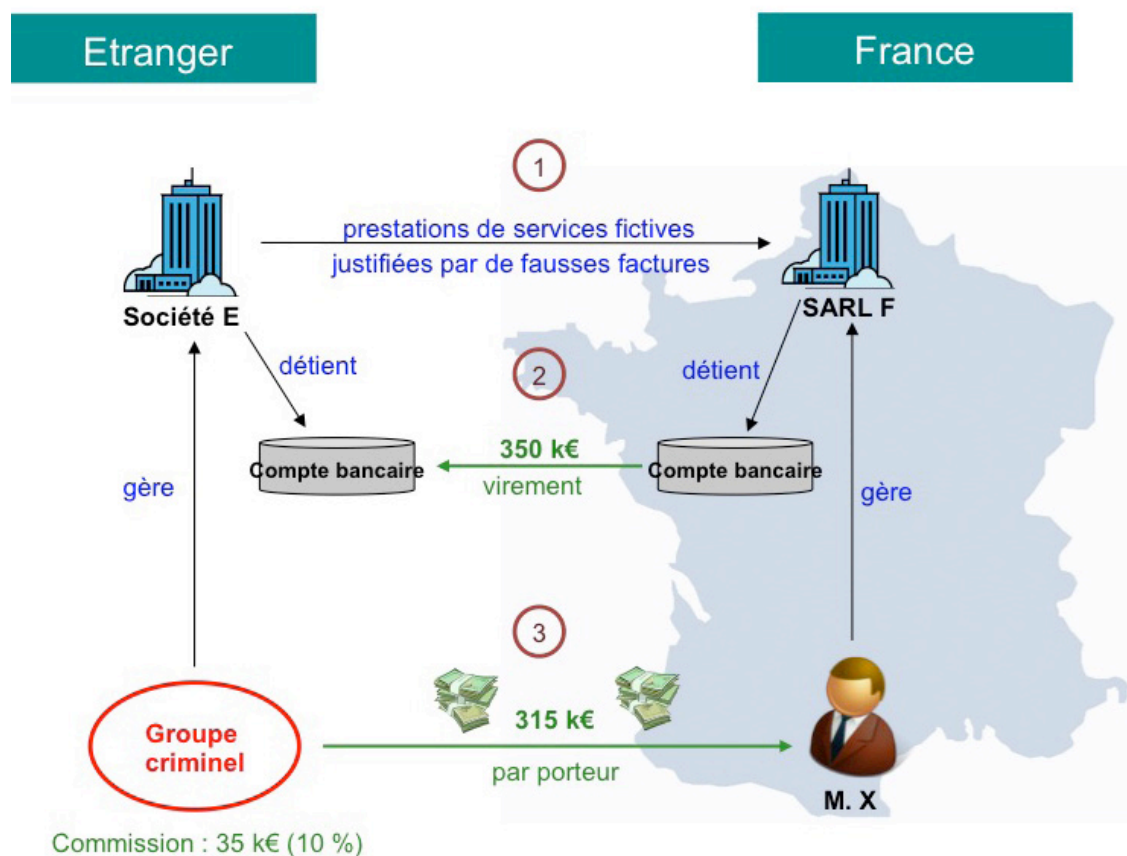 Etranger
France
1
prestations de services fictives
justifiées par de fausses factures
Société E
SARL F
détient
2
détient
Compte bancaire
350 k€
virement
Compte bancaire
gère
gère
3
Groupe
criminel
315 k€
par porteur
M. X
Commission : 35 k€ (10 %)